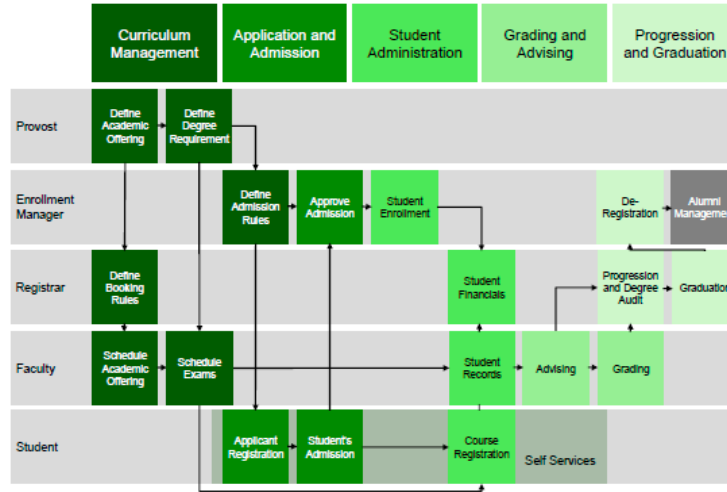 Curriculum
Management
Application and
Admission
Student
Administration
Grading and
Advising
Progression
and Graduation
Provost
Define
Academic
Offering
Define
Degree
Requirement
Enrollment
Manager
Define
Admission
Rules
Approve
Admission
Student
Enrollment
De-
Registration
Alumni
Management
Registrar
Define
Booking
Rules
Student
Financials
Progression
and Degree
Audit
Graduation
Faculty
Schedule
Academic
Offering
Schedule
Exams
Student
Records
Advising
Grading
Student
Applicant
Registration
Student's
Admission
Course
Registration
Self Services